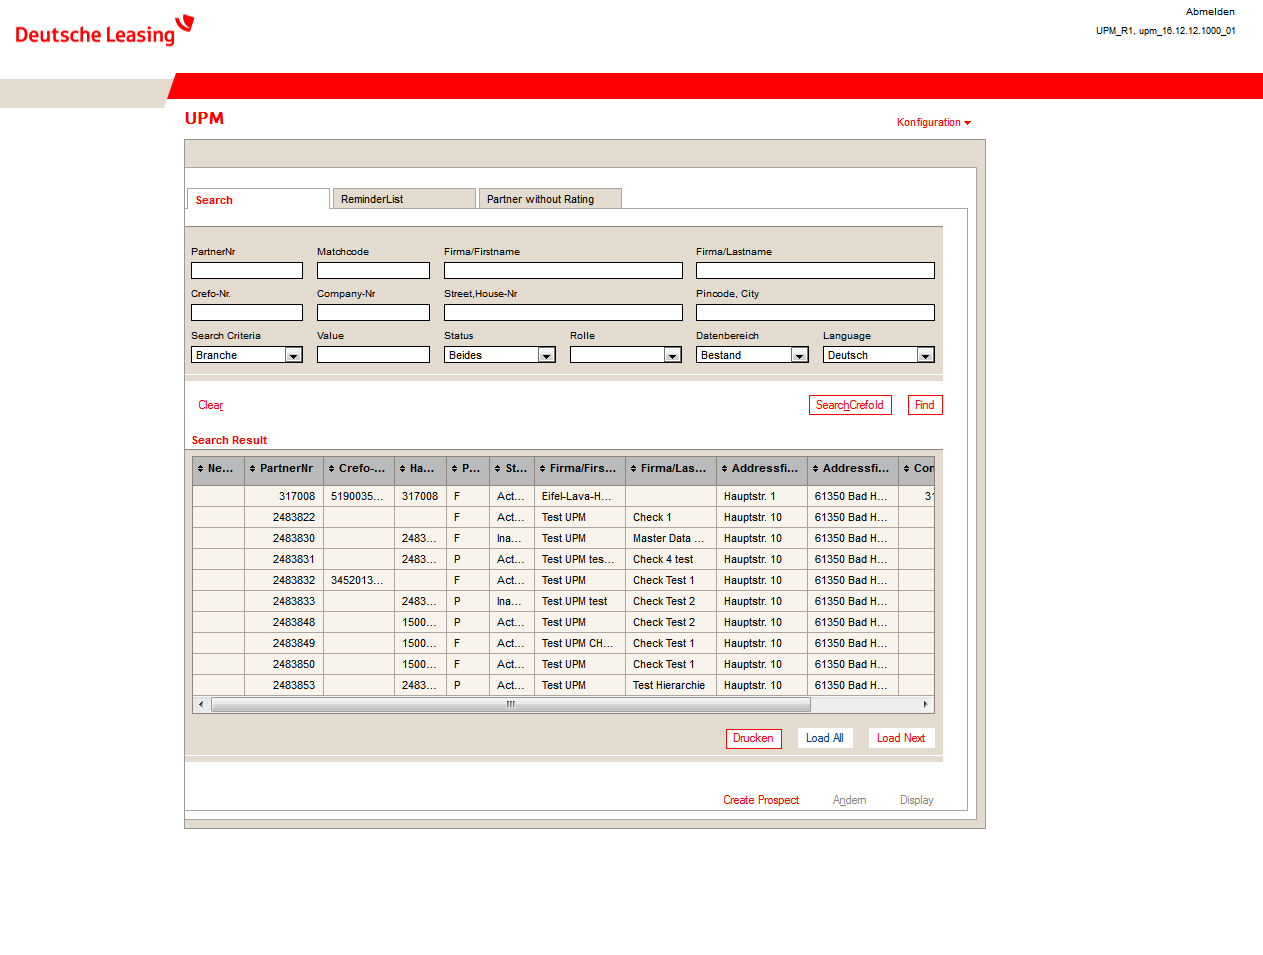 Deutsche Leasing
Abmelden
UPM_R1, upm_16.12.12.1000_01
UPM
Konfiguration
Search ReminderList Partner without Rating
PartnerNr Matchcode Firma/Firstname Firma/Lastname
Crefo-Nr. Company-Nr Street,House-Nr Pincode, City
Search Criteria Value Status Rolle Datenbereich Language
Branche Beides Bestand Deutsch
Clear SearchCrefoId Find
Search Result
Ne... PartnerNr Crefo-... Ha... P... St... Firma/Firs... Firma/Las... Addressfi... Addressfi... Con
317008 5190035... 317008 F Act... Eifel-Lava-H... Hauptstr. 1 61350 Bad H... 31
2483822 F Act... Test UPM Check 1 Hauptstr. 10 61350 Bad H...
2483830 2483... F Ina... Test UPM Master Data ... Hauptstr. 10 61350 Bad H...
2483831 2483... P Act... Test UPM tes... Check 4 test Hauptstr. 10 61350 Bad H...
2483832 3452013... F Act... Test UPM Check Test 1 Hauptstr. 10 61350 Bad H...
2483833 2483... P Ina... Test UPM test Check Test 2 Hauptstr. 10 61350 Bad H...
2483848 1500... P Act... Test UPM Check Test 2 Hauptstr. 10 61350 Bad H...
2483849 1500... F Act... Test UPM CH... Check Test 1 Hauptstr. 10 61350 Bad H...
2483850 1500... F Act... Test UPM Check Test 1 Hauptstr. 10 61350 Bad H...
2483853 2483... P Act... Test UPM Test Hierarchie Hauptstr. 10 61350 Bad H...
Drucken Load All Load Next
Create Prospect Ändern Display